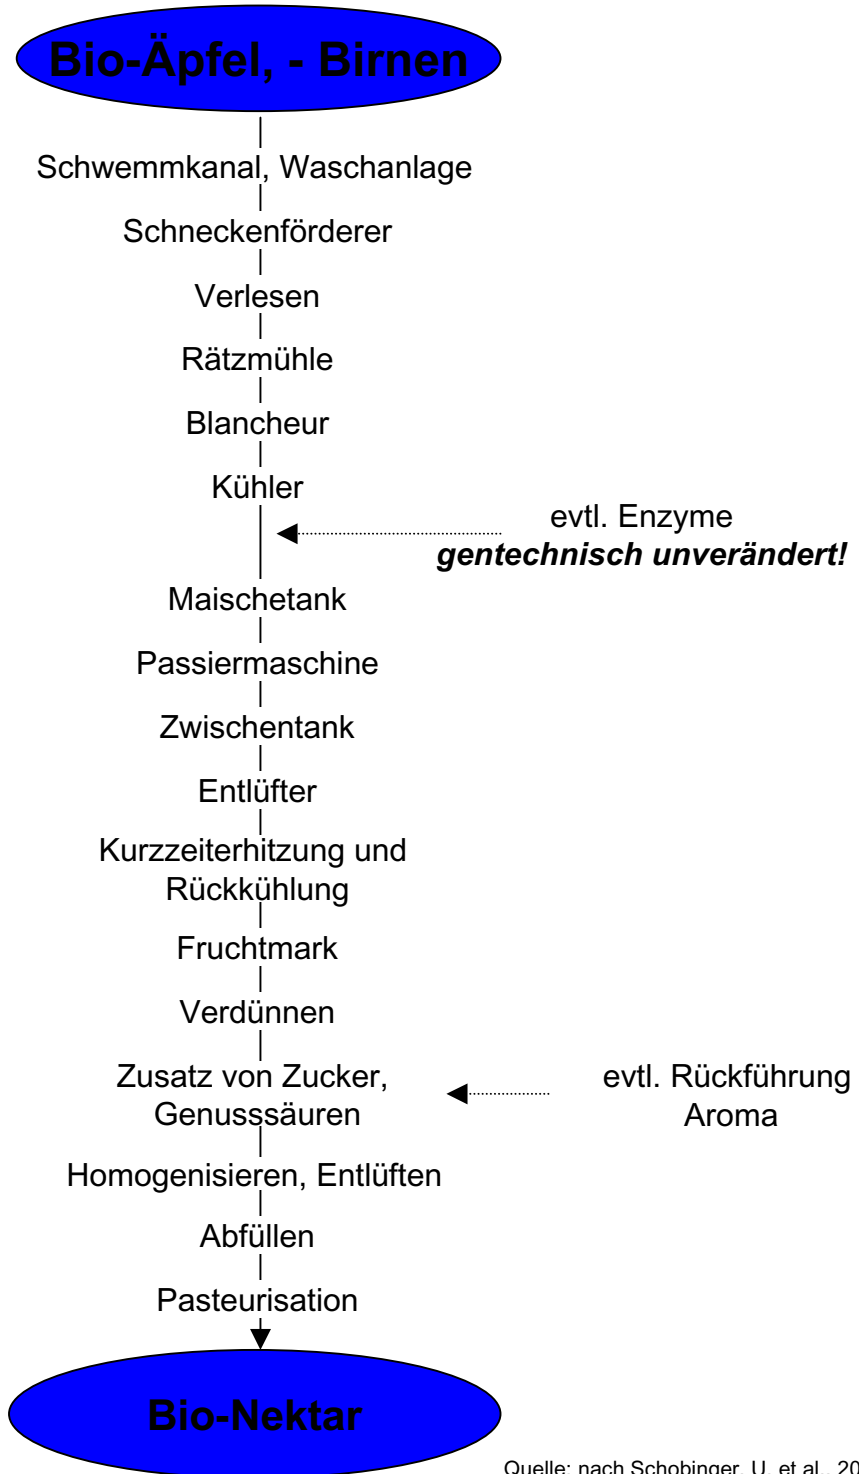 Bio-Äpfel, - Birnen
Schwemmkanal, Waschanlage
Schneckenförderer
Verlesen
Rätzmühle
Blancheur
Kühler
evtl. Enzyme
gentechnisch unverändert!
Maischetank
Passiermaschine
Zwischentank
Entlüfter
Kurzzeiterhitzung und
Rückkühlung
Fruchtmark
Verdünnen
Zusatz von Zucker,
Genusssäuren
evtl. Rückführung
Aroma
Homogenisieren, Entlüften
Abfüllen
Pasteurisation
Bio-Nektar
Quelle: nach Schobinger, U. et al., 20